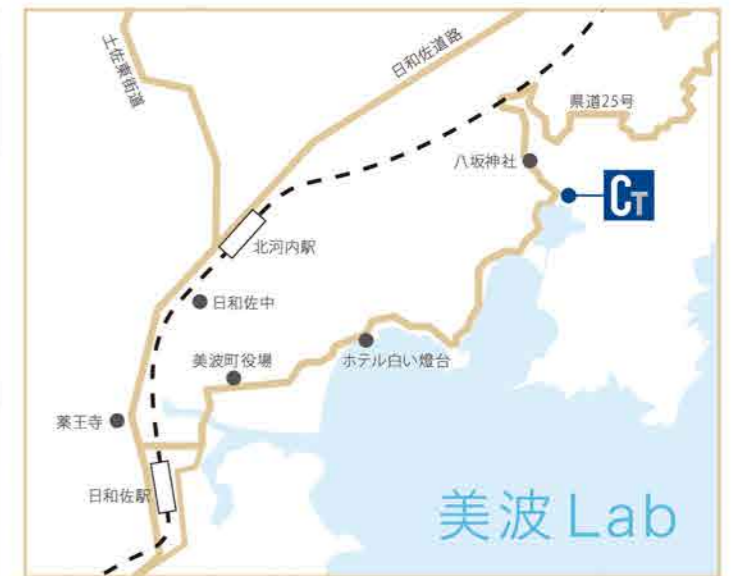 土佐東街道
日和佐道路
県道25号
八坂神社
CT
北河内駅
日和佐中
美波町役場
ホテル白い燈台
薬王寺
日和佐駅
美波 Lab